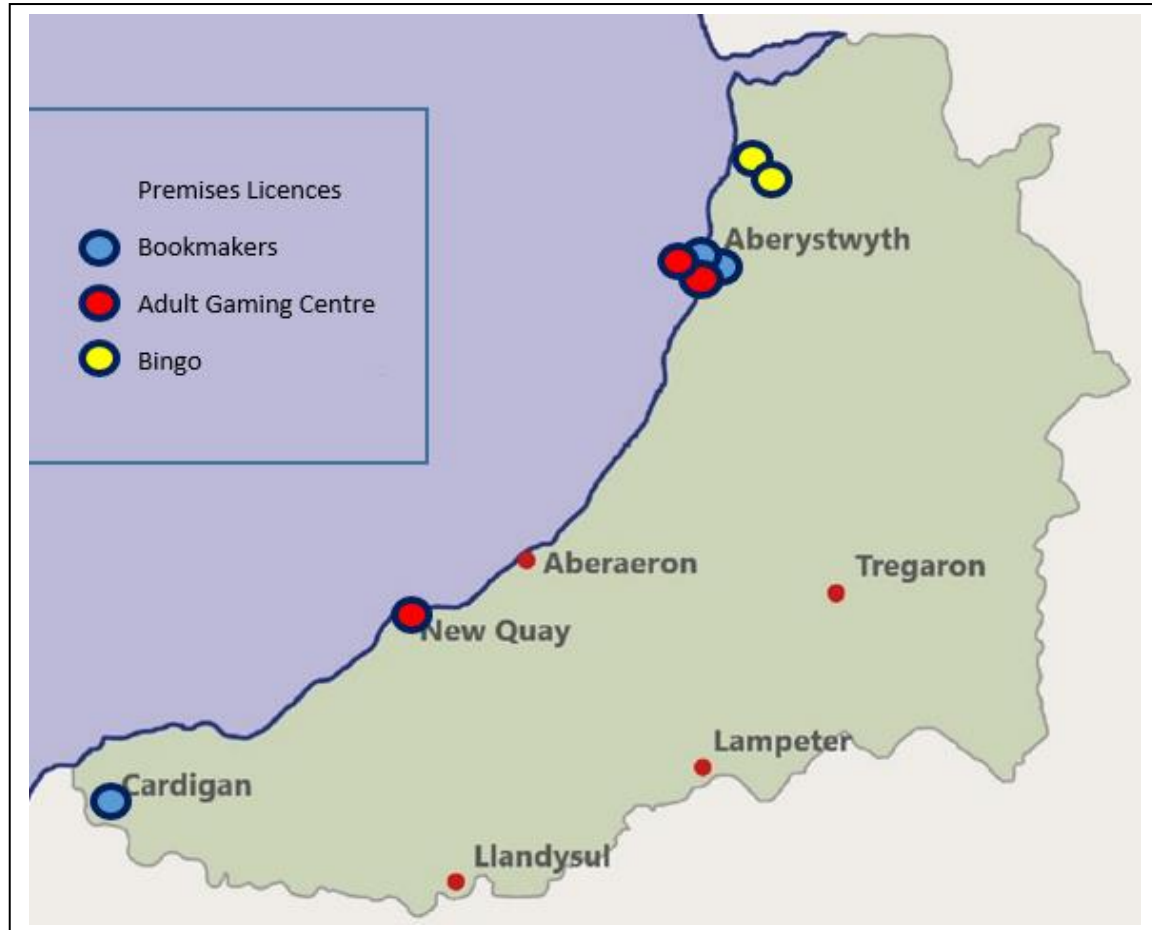 Premises Licences
Bookmakers
Adult Gaming Centre
Bingo
Aberystwyth
Aberaeron
Tregaron
New Quay
Lampeter
Cardigan
Llandysul